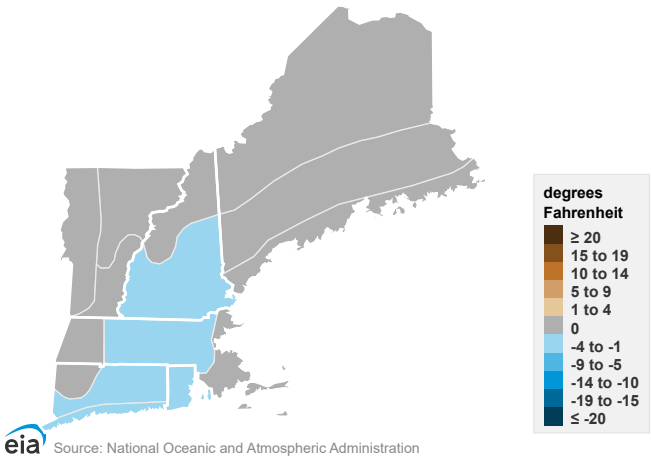 degrees
Fahrenheit
≥ 20
15 to 19
10 to 14
5 to 9
1 to 4
0
-4 to -1
-9 to -5
-14 to -10
-19 to -15
≤ -20
eia
Source: National Oceanic and Atmospheric Administration